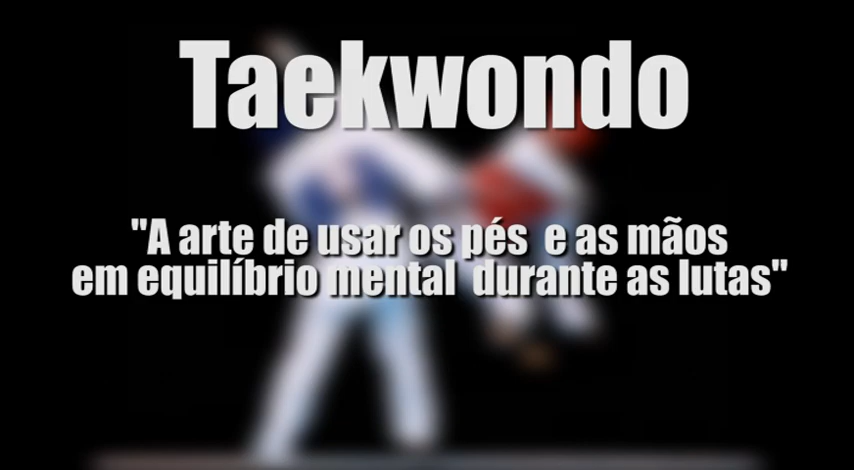 Taekwondo
"A arte de usar os pés e as mãos
em equilíbrio mental durante as lutas"